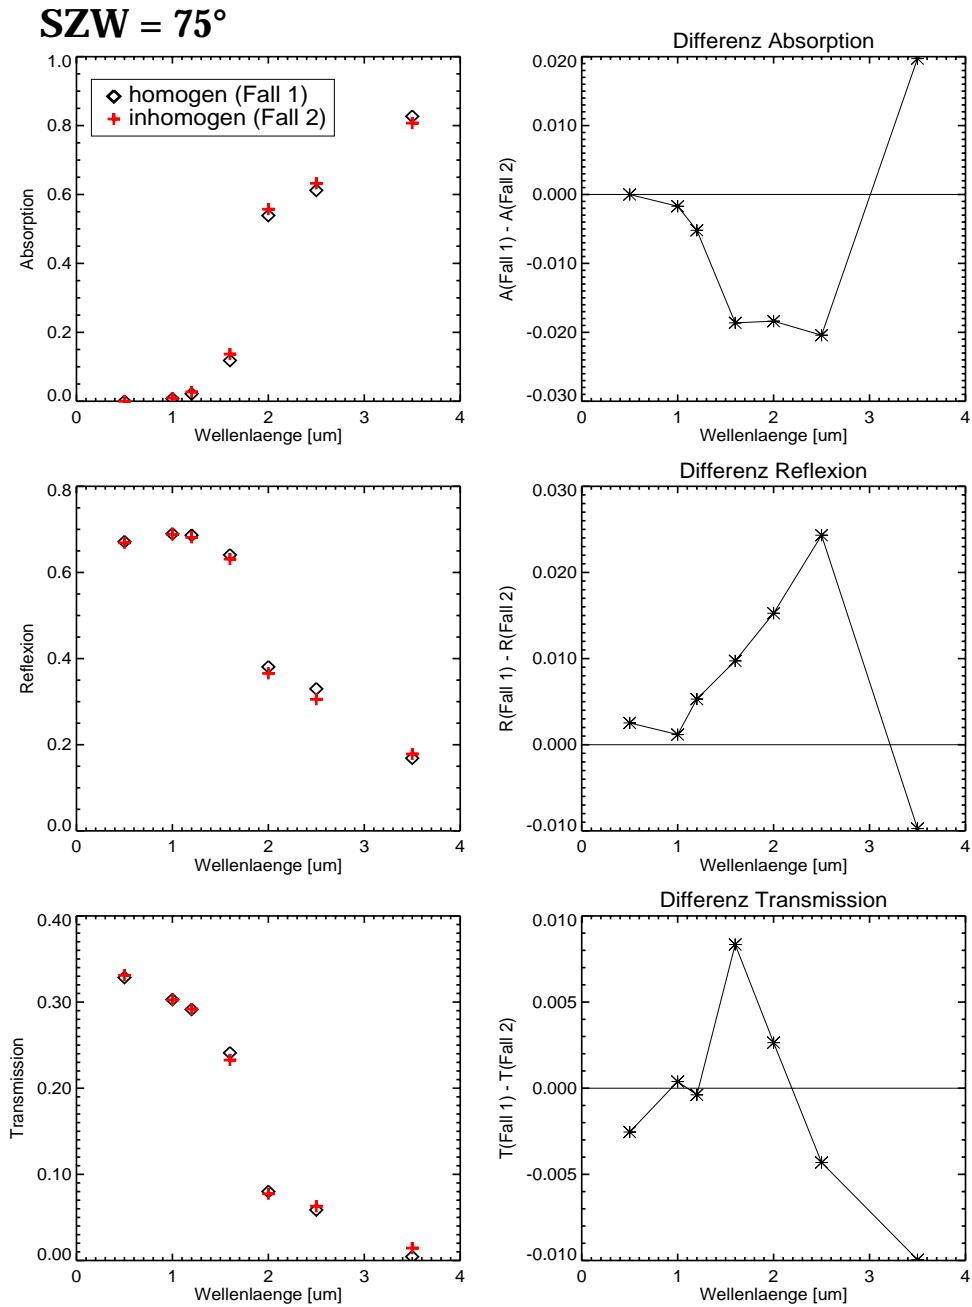 SZW = 75°
1.0
0.8
0.6
0.4
0.2
0.0
Absorption
homogen (Fall 1)
inhomogen (Fall 2)
0 1 2 3 4
Wellenlaenge [um]
Differenz Absorption
0.020
0.010
0.000
-0.010
-0.020
-0.030
A(Fall 1) - A(Fall 2)
0 1 2 3 4
Wellenlaenge [um]
0.8
0.6
0.4
0.2
0.0
Reflexion
0 1 2 3 4
Wellenlaenge [um]
Differenz Reflexion
0.030
0.020
0.010
0.000
-0.010
R(Fall 1) - R(Fall 2)
0 1 2 3 4
Wellenlaenge [um]
0.40
0.30
0.20
0.10
0.00
Transmission
0 1 2 3 4
Wellenlaenge [um]
Differenz Transmission
0.010
0.005
0.000
-0.005
-0.010
T(Fall 1) - T(Fall 2)
0 1 2 3 4
Wellenlaenge [um]